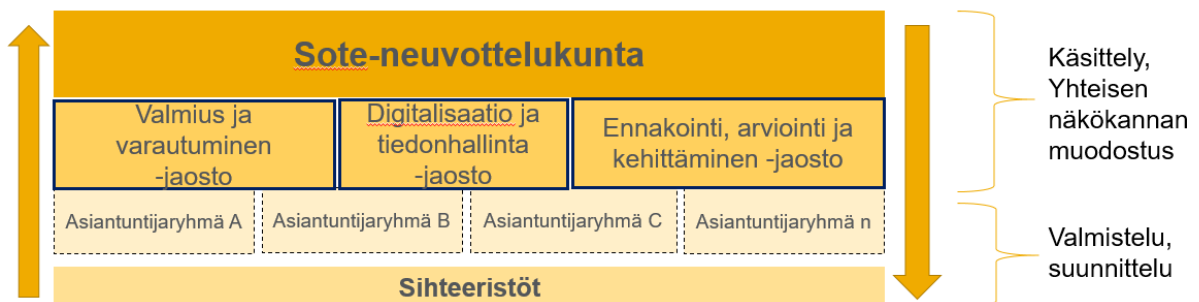 Sote-neuvottelukunta
Valmius ja
varautuminen
-jaosto
Digitalisaatio ja
tiedonhallinta
-jaosto
Ennakointi, arviointi ja
kehittäminen -jaosto
Asiantuntijaryhmä A
Asiantuntijaryhmä B
Asiantuntijaryhmä C
Asiantuntijaryhmä n
Sihteeristöt
Käsittely,
Yhteisen
näkökannan
muodostus
Valmistelu,
suunnittelu